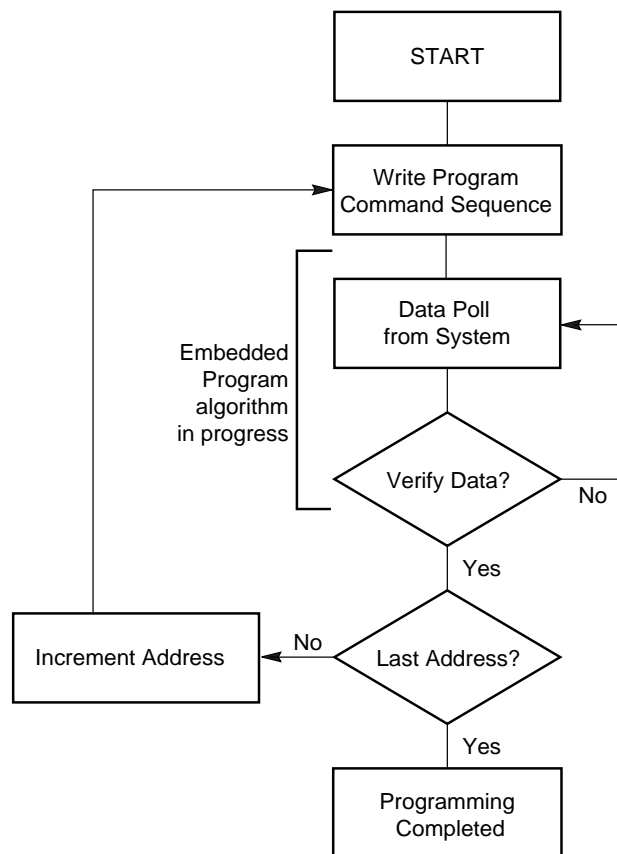 START
Write Program
Command Sequence
Data Poll
from System
Embedded
Program
algorithm
in progress
Verify Data?
No
Yes
Increment Address
No
Last Address?
Yes
Programming
Completed